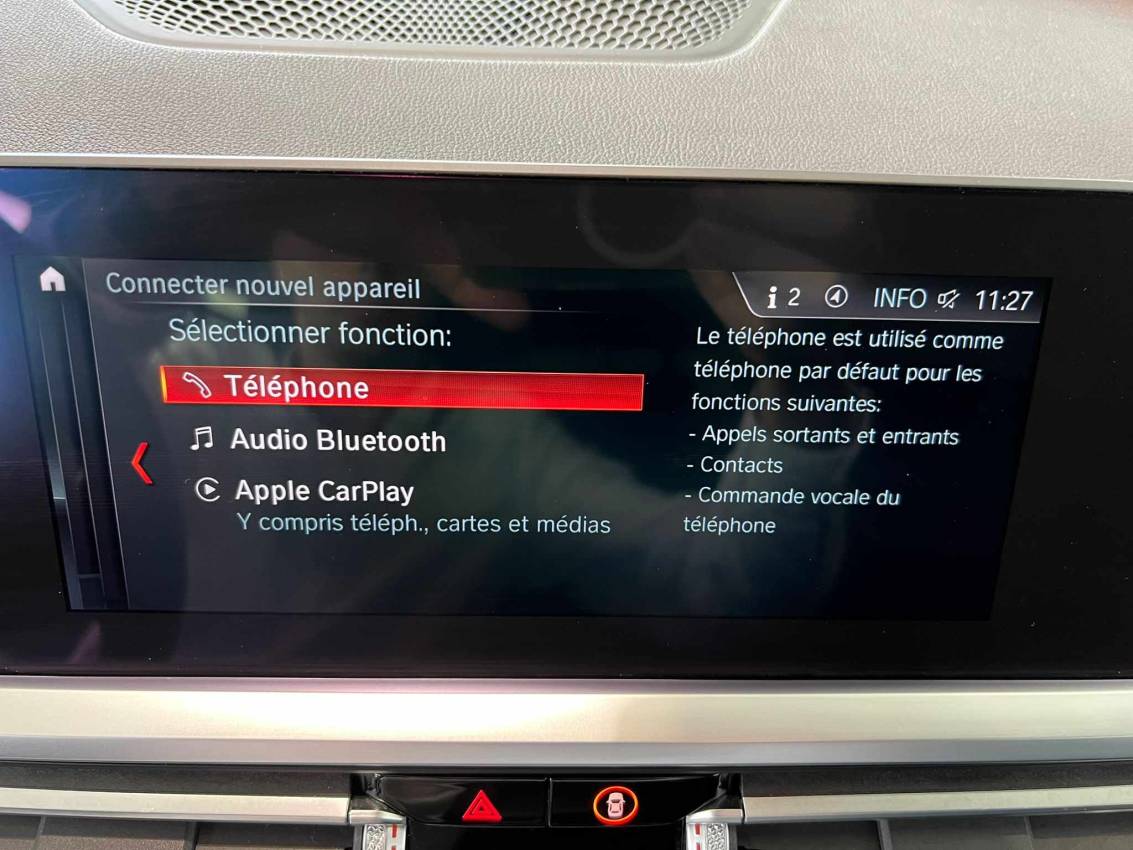 Connecter nouvel appareil
i 2 INFO 11:27
Sélectionner fonction:
Téléphone
Audio Bluetooth
Apple CarPlay
Y compris téléph., cartes et médias
Le téléphone est utilisé comme
téléphone par défaut pour les
fonctions suivantes:
- Appels sortants et entrants
- Contacts
- Commande vocale du
téléphone